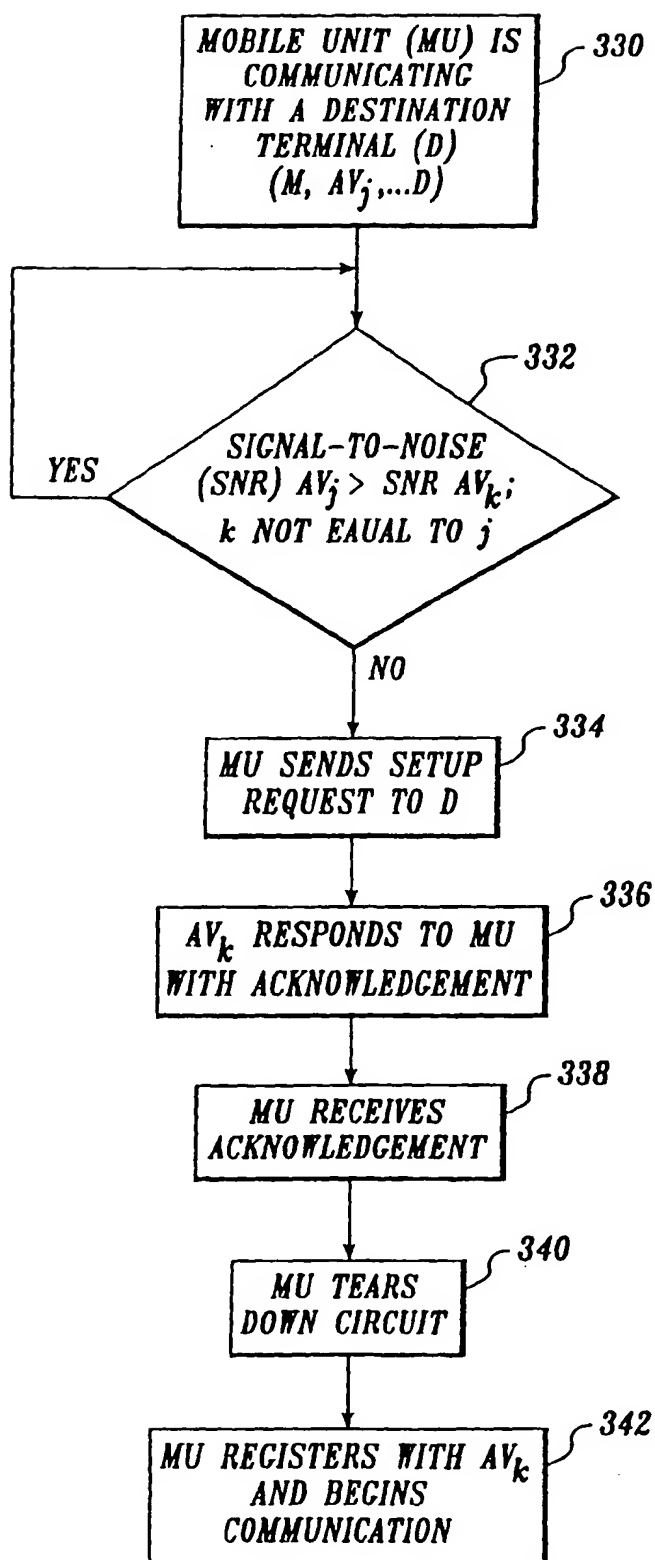 MOBILE UNIT (MU) IS
COMMUNICATING
WITH A DESTINATION
TERMINAL (D)
(M, AVj,...D)
330
332
SIGNAL-TO-NOISE
(SNR) AVj > SNR AVk;
k NOT EAUAL TO j
YES
NO
334
MU SENDS SETUP
REQUEST TO D
336
AVk RESPONDS TO MU
WITH ACKNOWLEDGEMENT
338
MU RECEIVES
ACKNOWLEDGEMENT
340
MU TEARS
DOWN CIRCUIT
342
MU REGISTERS WITH AVk
AND BEGINS
COMMUNICATION